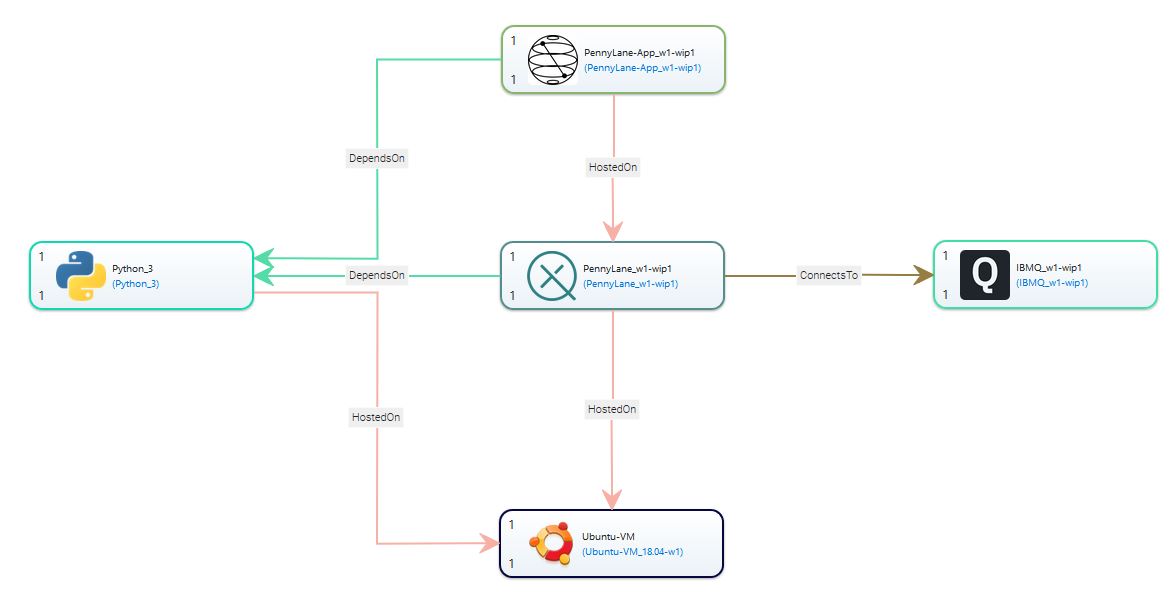 1
PennyLane-App_w1-wip1
(PennyLane-App_w1-wip1)
1
DependsOn
HostedOn
1
Python_3
(Python_3)
1
DependsOn
1
PennyLane_w1-wip1
(PennyLane_w1-wip1)
1
ConnectsTo
1
IBMQ_w1-wip1
(IBMQ_w1-wip1)
1
Q
HostedOn
HostedOn
1
Ubuntu-VM
(Ubuntu-VM_18.04-w1)
1